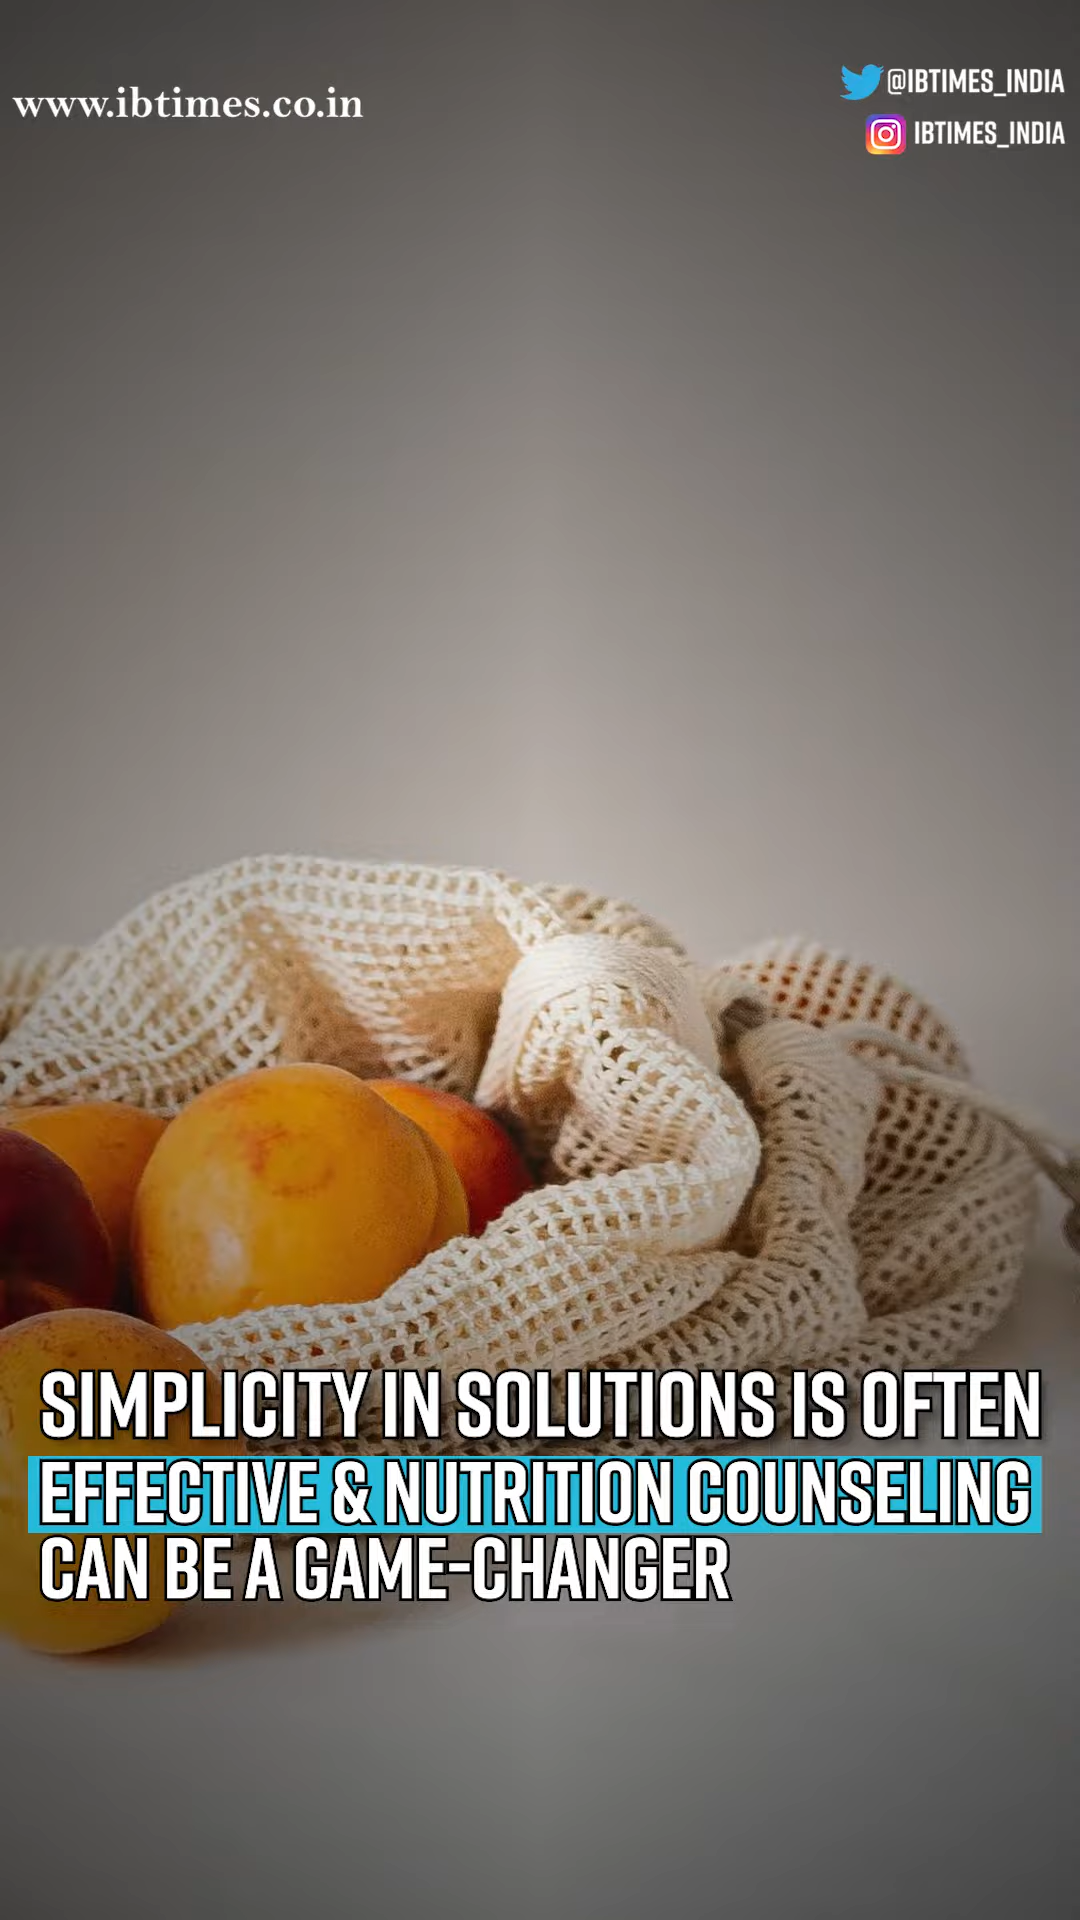 www.ibtimes.co.in
@IBTIMES_INDIA
IBTIMES_INDIA
SIMPLICITY IN SOLUTIONS IS OFTEN
EFFECTIVE & NUTRITION COUNSELING
CAN BE A GAME-CHANGER